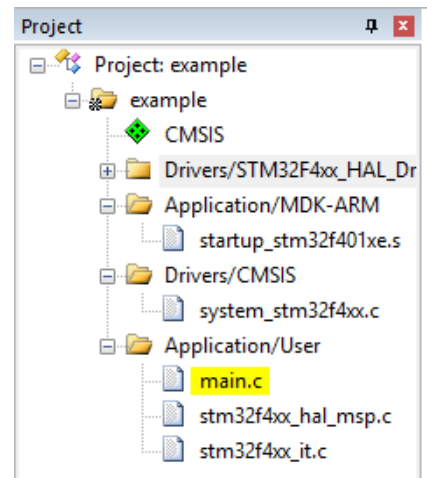 Project
Project: example
example
CMSIS
Drivers/STM32F4xx_HAL_Dr
Application/MDK-ARM
startup_stm32f401xe.s
Drivers/CMSIS
system_stm32f4xx.c
Application/User
main.c
stm32f4xx_hal_msp.c
stm32f4xx_it.c